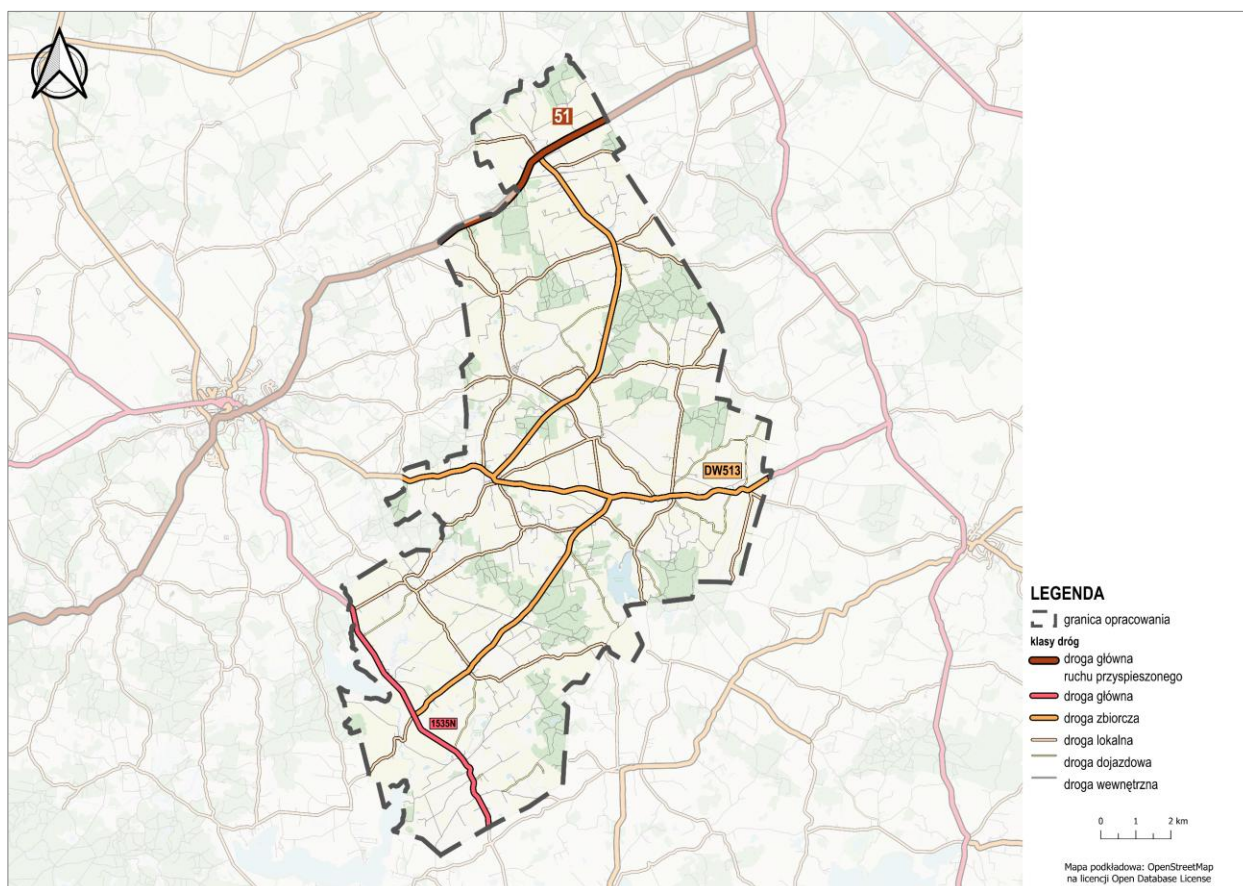 51
DW513
1535N
LEGENDA
granica opracowania
klasy dróg
droga główna
ruchu przyspieszonego
droga główna
droga zbiorcza
droga lokalna
droga dojazdowa
droga wewnętrzna
0 1 2 km
Mapa podkładowa: OpenStreetMap
na licencji Open Database License